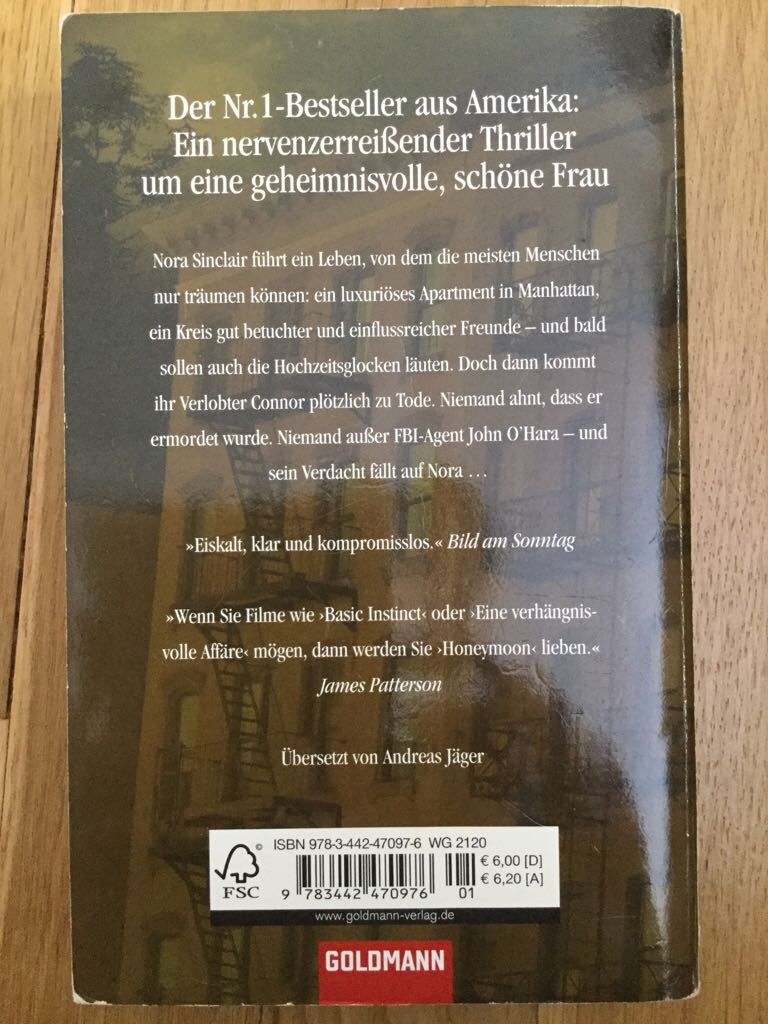 Der Nr.1-Bestseller aus Amerika:
Ein nervenzerreißender Thriller
um eine geheimnisvolle, schöne Frau
Nora Sinclair führt ein Leben, von dem die meisten Menschen
nur träumen können: ein luxuriöses Apartment in Manhattan,
ein Kreis gut betuchter und einflussreicher Freunde – und bald
sollen auch die Hochzeitsglocken läuten. Doch dann kommt
ihr Verlobter Connor plötzlich zu Tode. Niemand ahnt, dass er
ermordet wurde. Niemand außer FBI-Agent John O'Hara – und
sein Verdacht fällt auf Nora …
»Eiskalt, klar und kompromisslos.« Bild am Sonntag
»Wenn Sie Filme wie ›Basic Instinct‹ oder ›Eine verhängnis-
volle Affäre‹ mögen, dann werden Sie ›Honeymoon‹ lieben.«
James Patterson
Übersetzt von Andreas Jäger
© ISBN 978-3-442-47097-6 WG 2120
€ 6,00 [D]
€ 6,20 [A]
FSC
9 783442 470976 01
www.goldmann-verlag.de
GOLDMANN